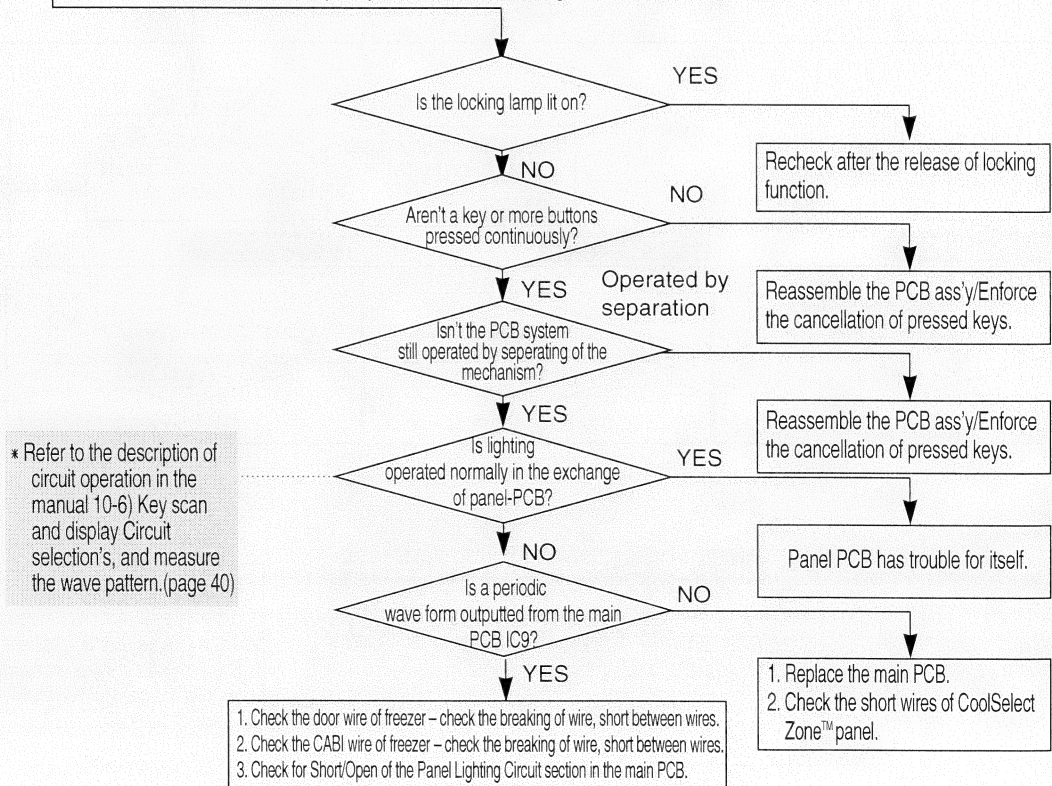 Is the locking lamp lit on?
YES
Recheck after the release of locking
function.
NO
Aren't a key or more buttons
pressed continuously?
NO
Reassemble the PCB ass'y/Enforce
the cancellation of pressed keys.
YES
Operated by
separation
Isn't the PCB system
still operated by seperating of the
mechanism?
Reassemble the PCB ass'y/Enforce
the cancellation of pressed keys.
YES
* Refer to the description of
circuit operation in the
manual 10-6) Key scan
and display Circuit
selection's, and measure
the wave pattern.(page 40)
Is lighting
operated normally in the exchange
of panel-PCB?
YES
Panel PCB has trouble for itself.
NO
Is a periodic
wave form outputted from the main
PCB IC9?
NO
1. Replace the main PCB.
2. Check the short wires of CoolSelect
Zone™ panel.
YES
1. Check the door wire of freezer – check the breaking of wire, short between wires.
2. Check the CABI wire of freezer – check the breaking of wire, short between wires.
3. Check for Short/Open of the Panel Lighting Circuit section in the main PCB.